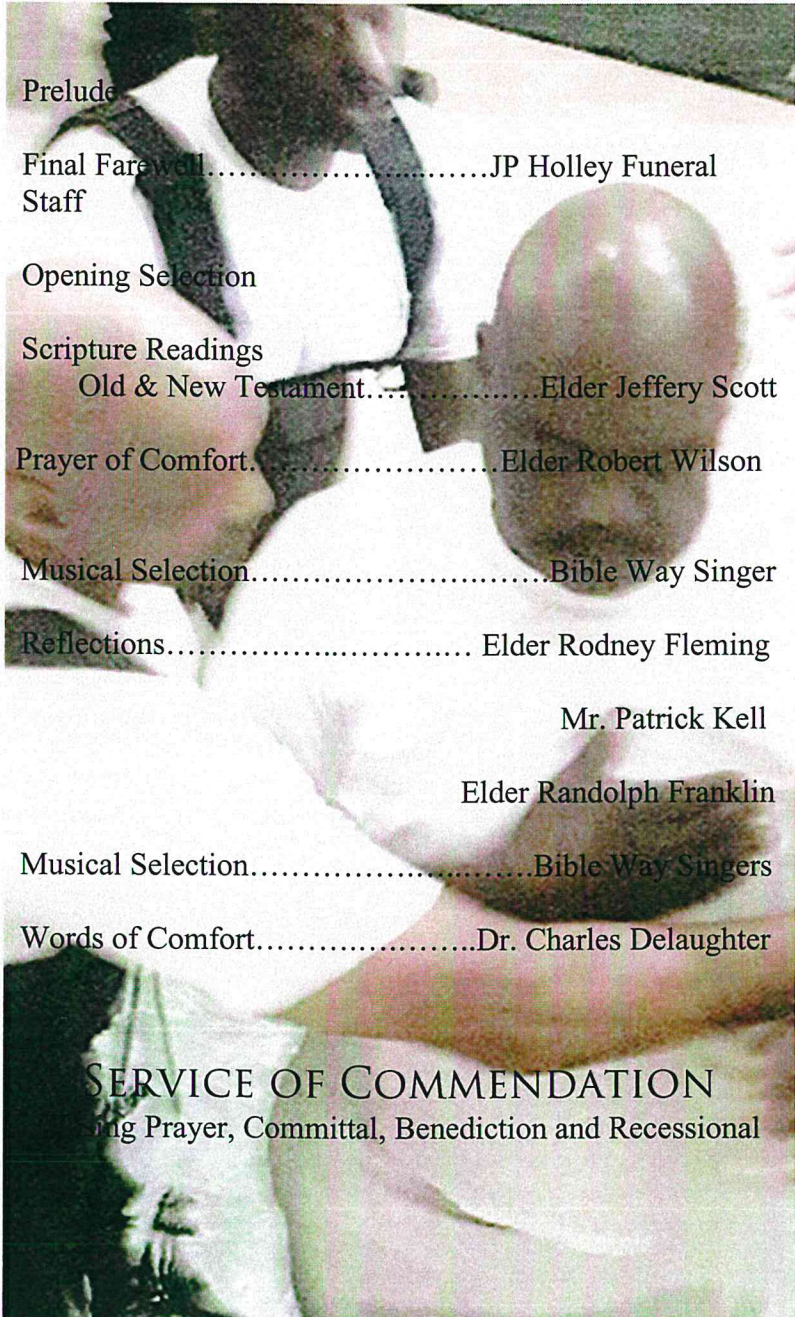 Prelude
Final Farewell..............................JP Holley Funeral
Staff
Opening Selection
Scripture Readings
Old & New Testament..................Elder Jeffery Scott
Prayer of Comfort..........................Elder Robert Wilson
Musical Selection................................Bible Way Singer
Reflections................................ Elder Rodney Fleming
Mr. Patrick Kell
Elder Randolph Franklin
Musical Selection..............................Bible Way Singers
Words of Comfort.......................Dr. Charles Delaughter
SERVICE OF COMMENDATION
Prayer, Committal, Benediction and Recessional